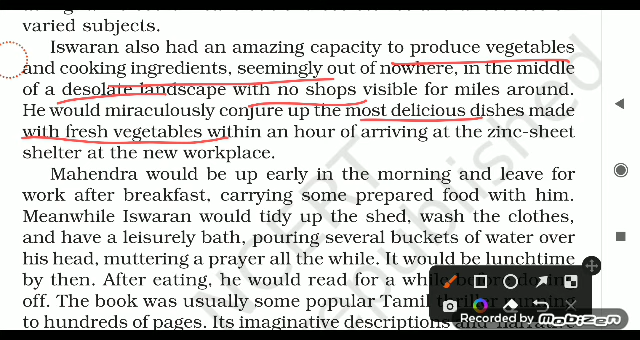 varied subjects.
Iswaran also had an amazing capacity to produce vegetables
and cooking ingredients, seemingly out of nowhere, in the middle
of a desolate landscape with no shops visible for miles around.
He would miraculously conjure up the most delicious dishes made
with fresh vegetables within an hour of arriving at the zinc-sheet
shelter at the new workplace.
Mahendra would be up early in the morning and leave for
work after breakfast, carrying some prepared food with him.
Meanwhile Iswaran would tidy up the shed, wash the clothes,
and have a leisurely bath, pouring several buckets of water over
his head, muttering a prayer all the while. It would be lunchtime
by then. After eating, he would read for a while before
off. The book was usually some popular Tamil
to hundreds of pages. Its imaginative descriptions and narrative
Recorded by mobizen